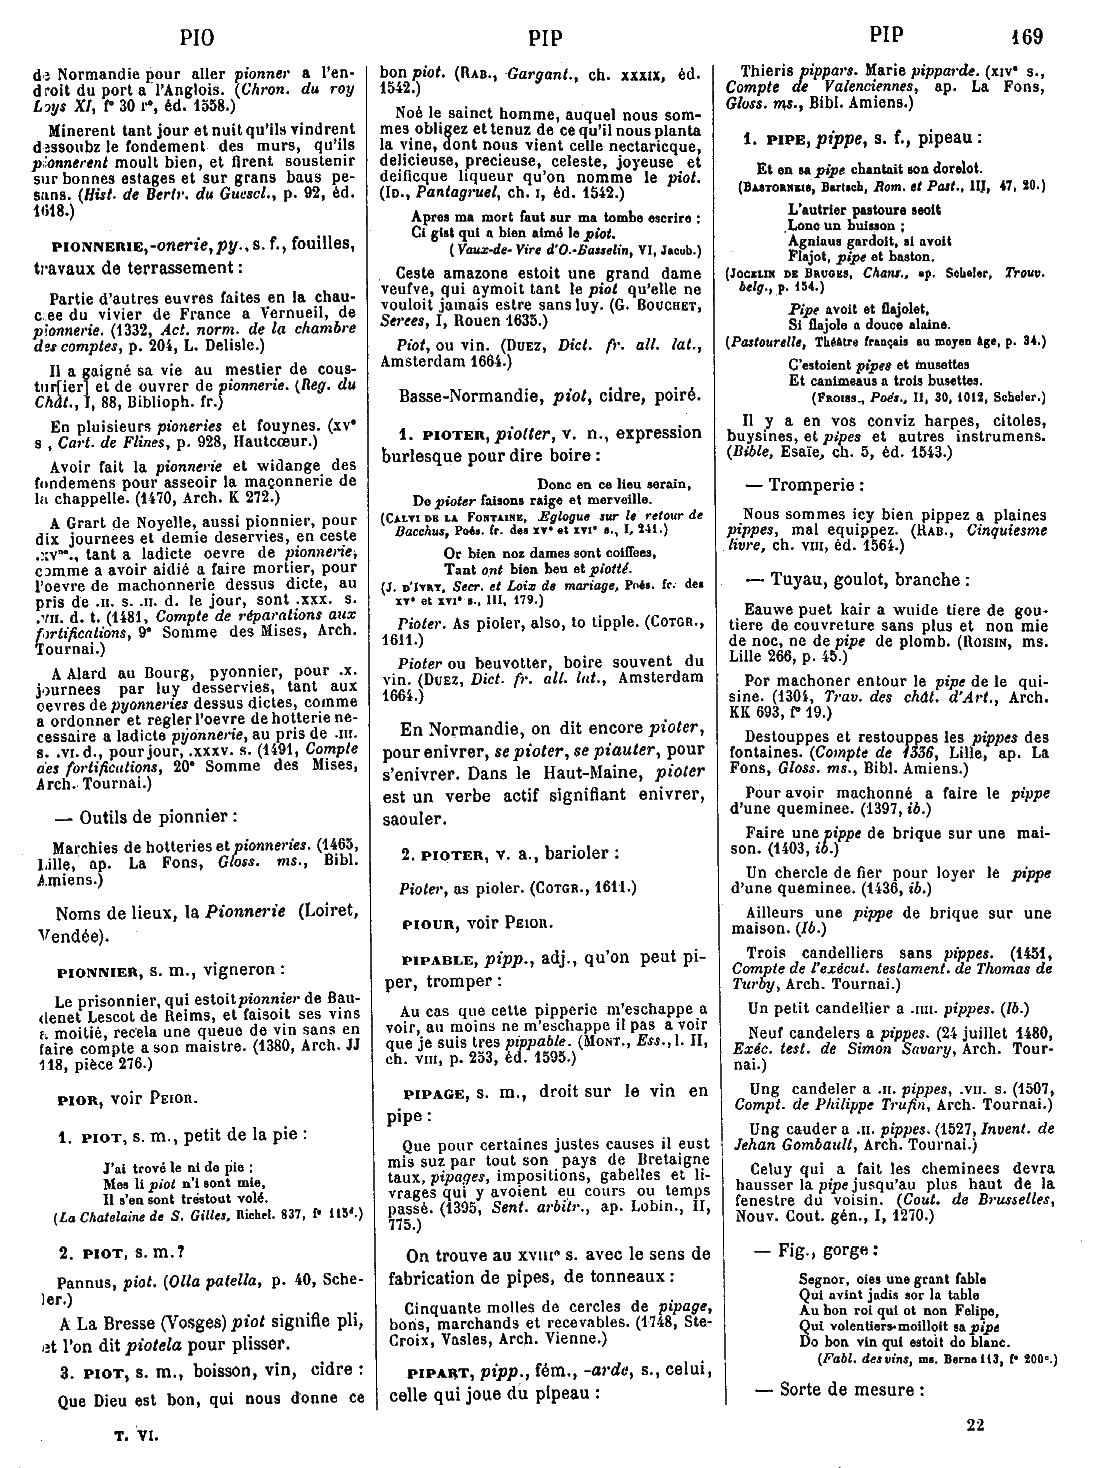 PIO
PIP
PIP
169
de Normandie pour aller pionner a l'en-
droit du port a l'Anglois. (Chron. du roy
Loys XI, f° 30 r°, éd. 1558.)
Minerent tant jour et nuit qu'ils vindrent
dessoubz le fondement des murs, qu'ils
pionnerent moult bien, et firent soustenir
sur bonnes estages et sur grans baus pe-
sans. (Hist. de Bertr. du Guescl., p. 92, éd.
1618.)
PIONNERIE, -onerie, py., s. f., fouilles,
travaux de terrassement :
Partie d'autres euvres faites en la chau-
cee du vivier de France a Vernueil, de
pionnerie. (1332, Act. norm. de la chambre
des comptes, p. 204, L. Delisle.)
Il a gaigné sa vie au mestier de cous-
tur[ier] et de ouvrer de pionnerie. (Reg. du
Chât., I, 88, Biblioph. fr.)
En pluisieurs pioneries et fouynes. (xv°
s , Cart. de Flines, p. 928, Hautcœur.)
Avoir fait la pionnerie et widange des
fondemens pour asseoir la maçonnerie de
la chappelle. (1470, Arch. K 272.)
A Grart de Noyelle, aussi pionnier, pour
dix journees et demie deservies, en ceste
.xvme., tant a ladicte oevre de pionnerie,
comme a avoir aidié a faire mortier, pour
l'oevre de machonnerie dessus dicte, au
pris de .II. s. .II. d. le jour, sont .XXX. s.
.VII. d. t. (1481, Compte de réparations aux
fortifications, 9e Somme des Mises, Arch.
Tournai.)
A Alard au Bourg, pyonnier, pour .x.
journees par luy desservies, tant aux
oevres de pyonneries dessus dictes, comme
a ordonner et regler l'oevre de hotterie ne-
cessaire a ladicte pyonnerie, au pris de .III.
s. .VI. d., pour jour, .XXXV. s. (1491, Compte
des fortifications, 20e Somme des Mises,
Arch. Tournai.)
— Outils de pionnier :
Marchies de hotteries et pionneries. (1465,
Lille, ap. La Fons, Gloss. ms., Bibl.
Amiens.)
Noms de lieux, la Pionnerie (Loiret,
Vendée).
PIONNIER, s. m., vigneron :
Le prisonnier, qui estoit pionnier de Bau-
denet Lescot de Reims, et faisoit ses vins
a moitié, recela une queue de vin sans en
faire compte a son maistre. (1380, Arch. JJ
118, pièce 276.)
PIOR, voir PEIOR.
1. PIOT, s. m., petit de la pie :
J'ai trové le ni de pie ;
Mes li piot n'i sont mie,
Il s'en sont trestout volé.
(La Chatelaine de S. Gilles, Richel. 837, f° 115d.)
2. PIOT, s. m.?
Pannus, piot. (Olla patella, p. 40, Sche-
ler.)
A La Bresse (Vosges) piot signifie pli,
et l'on dit piotela pour plisser.
3. PIOT, s. m., boisson, vin, cidre :
Que Dieu est bon, qui nous donne ce
T. VI.
bon piot. (RAB., Gargant., ch. XXXIX, éd.
1542.)
Noé le sainct homme, auquel nous som-
mes obligez et tenuz de ce qu'il nous planta
la vine, dont nous vient celle nectaricque,
delicieuse, precieuse, celeste, joyeuse et
deificque liqueur qu'on nomme le piot.
(ID., Pantagruel, ch. I, éd. 1542.)
Apres ma mort faut sur ma tombe escrire :
Ci gist qui a bien aimé le piot.
(Vaux-de-Vire d'O.-Basselin, VI, Jacob.)
Ceste amazone estoit une grand dame
veufve, qui aymoit tant le piot qu'elle ne
vouloit jamais estre sans luy. (G. BOUCHET,
Serees, I, Rouen 1635.)
Piot, ou vin. (DUEZ, Dict. fr. all. lat.,
Amsterdam 1664.)
Basse-Normandie, piot, cidre, poiré.
1. PIOTER, piotter, v. n., expression
burlesque pour dire boire :
Donc en ce lieu serain,
De pioter faisons raige et merveille.
(CALVI DE LA FONTAINE, Eglogue sur le retour de
Bacchus, Poés. fr. des xve et xvie s., I, 241.)
Or bien noz dames sont coiffees,
Tant ont bien beu et piotté.
(J. D'IVRY, Secr. et Loix de mariage, Poés. fr. des
xve et xvie s., III, 179.)
Pioter. As pioler, also, to tipple. (COTGR.,
1611.)
Pioter ou beuvotter, boire souvent du
vin. (DUEZ, Dict. fr. all. lat., Amsterdam
1664.)
En Normandie, on dit encore pioter,
pour enivrer, se pioter, se piauter, pour
s'enivrer. Dans le Haut-Maine, pioter
est un verbe actif signifiant enivrer,
saouler.
2. PIOTER, v. a., barioler :
Pioter, as pioler. (COTGR., 1611.)
PIOUR, voir PEIOR.
PIPABLE, pipp., adj., qu'on peut pi-
per, tromper :
Au cas que cette pipperie m'eschappe a
voir, au moins ne m'eschappe il pas a voir
que je suis tres pippable. (MONT., Ess., l. II,
ch. VIII, p. 253, éd. 1595.)
PIPAGE, s. m., droit sur le vin en
pipe :
Que pour certaines justes causes il eust
mis suz par tout son pays de Bretaigne
taux, pipages, impositions, gabelles et li-
vrages qui y avoient eu cours ou temps
passé. (1395, Sent. arbitr., ap. Lobin., II,
775.)
On trouve au XVIIIe s. avec le sens de
fabrication de pipes, de tonneaux :
Cinquante molles de cercles de pipage,
bons, marchands et recevables. (1748, Ste-
Croix, Vasles, Arch. Vienne.)
PIPART, pipp., fém., -arde, s., celui,
celle qui joue du pipeau :
Thieris pippars. Marie pipparde. (XIVe s.,
Compte de Valenciennes, ap. La Fons,
Gloss. ms., Bibl. Amiens.)
1. PIPE, pippe, s. f., pipeau :
Et en sa pipe chantait son dorelot.
(BASTORNEIS, Bartsch, Rom. et Past., III, 47, 20.)
L'autrier pastoure seoit
Lonc un buisson ;
Agniaus gardoit, si avoit
Flajot, pipe et baston.
(JOCELIN DE BRUGES, Chans., ap. Scheler, Trouv.
belg., p. 154.)
Pipe avoit et flajolet,
Si flajole a douce alaine.
(Pastourelle, Théâtre français au moyen âge, p. 34.)
C'estoient pipes et musettes
Et canimeaus a trois busettes.
(FROISS., Poés., II, 30, 1012, Scheler.)
Il y a en vos conviz harpes, citoles,
buysines, et pipes et autres instrumens.
(Bible, Esaïe, ch. 5, éd. 1543.)
— Tromperie :
Nous sommes icy bien pippez a plaines
pippes, mal equippez. (RAB., Cinquiesme
livre, ch. VIII, éd. 1564.)
— Tuyau, goulot, branche :
Eauwe puet kair a wuide tiere de gou-
tiere de couvreture sans plus et non mie
de noc, ne de pipe de plomb. (ROISIN, ms.
Lille 266, p. 45.)
Por machoner entour le pipe de le qui-
sine. (1304, Trav. des chât. d'Art., Arch.
KK 693, f° 19.)
Destouppes et restouppes les pippes des
fontaines. (Compte de 1336, Lille, ap. La
Fons, Gloss. ms., Bibl. Amiens.)
Pour avoir machonné a faire le pippe
d'une queminee. (1397, ib.)
Faire une pippe de brique sur une mai-
son. (1403, ib.)
Un chercle de fier pour loyer le pippe
d'une queminee. (1436, ib.)
Ailleurs une pippe de brique sur une
maison. (Ib.)
Trois candelliers sans pippes. (1451,
Compte de l'exécut. testament. de Thomas de
Turby, Arch. Tournai.)
Un petit candellier a .IIII. pippes. (Ib.)
Neuf candelers a pippes. (24 juillet 1480,
Exéc. test. de Simon Savary, Arch. Tour-
nai.)
Ung candeler a .II. pippes, .VII. s. (1507,
Compt. de Philippe Trufin, Arch. Tournai.)
Ung cauder a .II. pippes. (1527, Invent. de
Jehan Gombault, Arch. Tournai.)
Celuy qui a fait les cheminees devra
hausser la pipe jusqu'au plus haut de la
fenestre du voisin. (Cout. de Brusselles,
Nouv. Cout. gén., I, 1270.)
— Fig., gorge :
Segnor, oies une grant fable
Qui avint jadis sor la table
Au bon roi qui ot non Felipe,
Qui volentiers moilloit sa pipe
Do bon vin qui estoit do blanc.
(Fabl. des vins, ms. Berne 113, f° 200c.)
— Sorte de mesure :
22